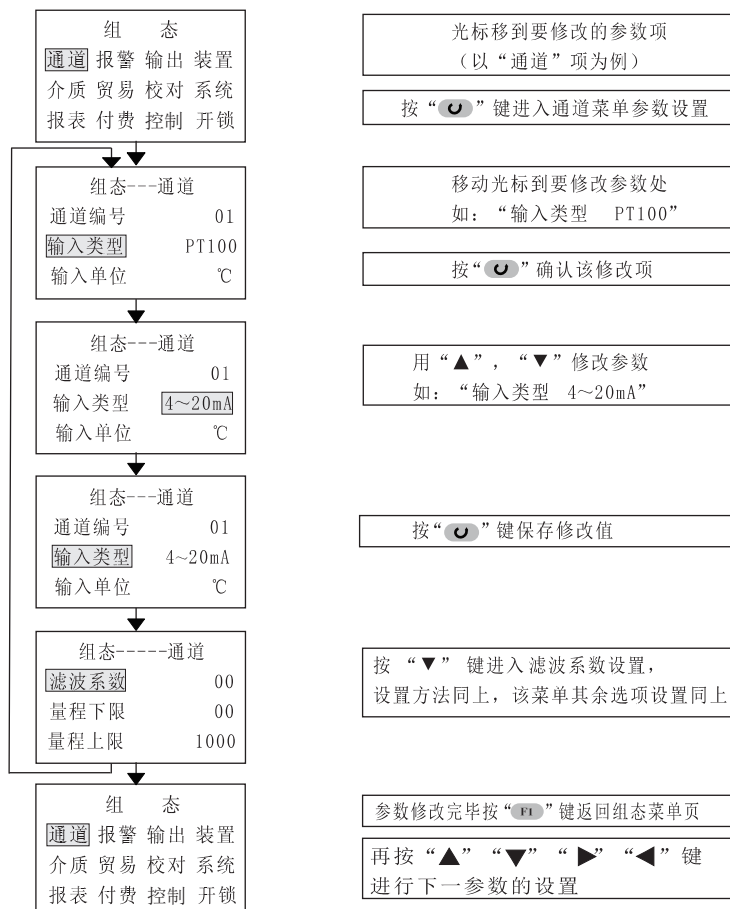 组 态
通道 报警 输出 装置
介质 贸易 校对 系统
报表 付费 控制 开锁
光标移到要修改的参数项
（以“通道”项为例）
按“ ”键进入通道菜单参数设置
组态---通道
通道编号 01
输入类型 PT100
输入单位 ℃
移动光标到要修改参数处
如：“输入类型 PT100”
按“ ”确认该修改项
组态---通道
通道编号 01
输入类型 4～20mA
输入单位 ℃
用“▲”，“▼”修改参数
如：“输入类型 4～20mA”
组态---通道
通道编号 01
输入类型 4~20mA
输入单位 ℃
按“ ”键保存修改值
组态-----通道
滤波系数 00
量程下限 00
量程上限 1000
按 “▼” 键进入滤波系数设置，
设置方法同上，该菜单其余选项设置同上
组 态
通道 报警 输出 装置
介质 贸易 校对 系统
报表 付费 控制 开锁
参数修改完毕按“F1”键返回组态菜单页
再按“▲”“▼”“▶”“◀”键
进行下一参数的设置